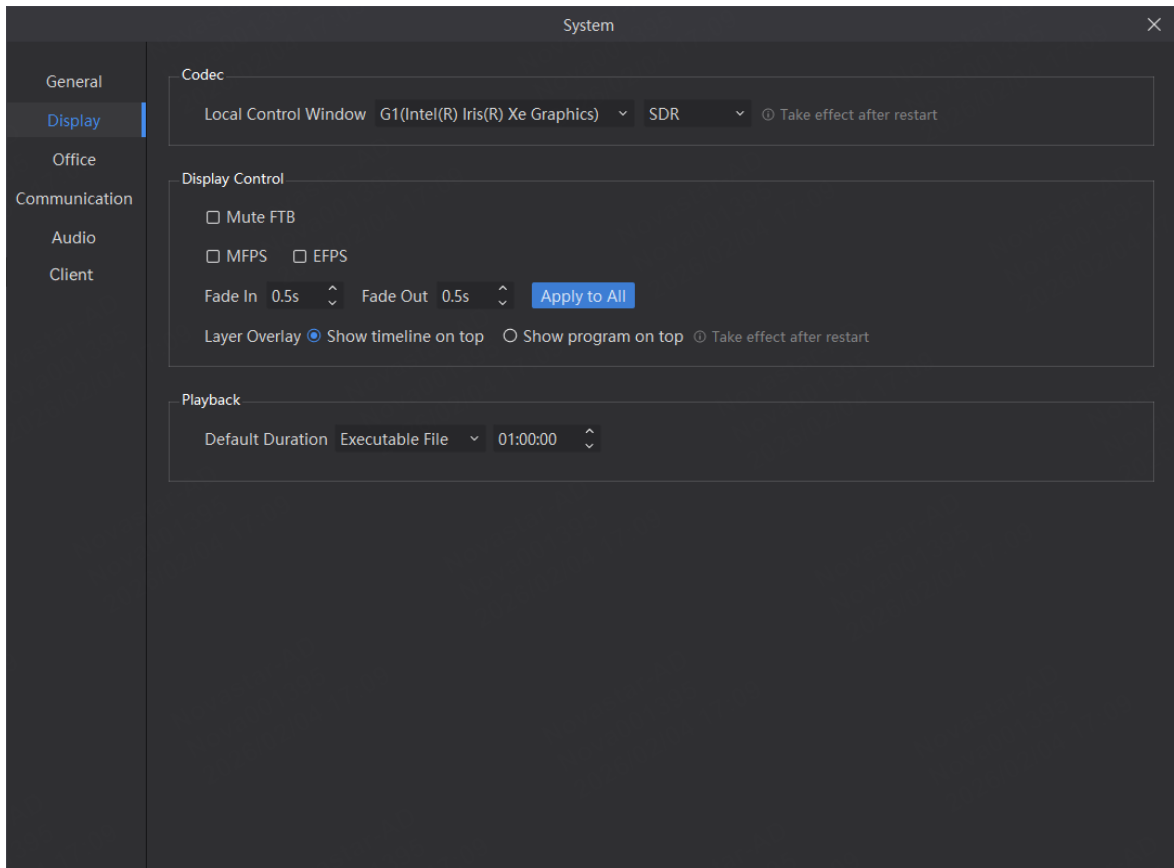 System
General
Display
Office
Communication
Audio
Client
Codec
Local Control Window G1(Intel(R) Iris(R) Xe Graphics) SDR Take effect after restart
Display Control
Mute FTB
MFPS EFPS
Fade In 0.5s Fade Out 0.5s Apply to All
Layer Overlay Show timeline on top Show program on top Take effect after restart
Playback
Default Duration Executable File 01:00:00